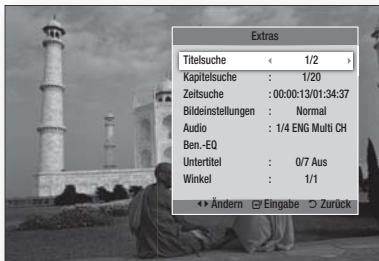 Extras
Titelsuche ◂ 1/2 ▸
Kapitelsuche : 1/20
Zeitsuche : 00:00:13/01:34:37
Bildeinstellungen : Normal
Audio : 1/4 ENG Multi CH
Ben.-EQ
Untertitel : 0/7 Aus
Winkel : 1/1
◂▸ Ändern Eingabe Zurück